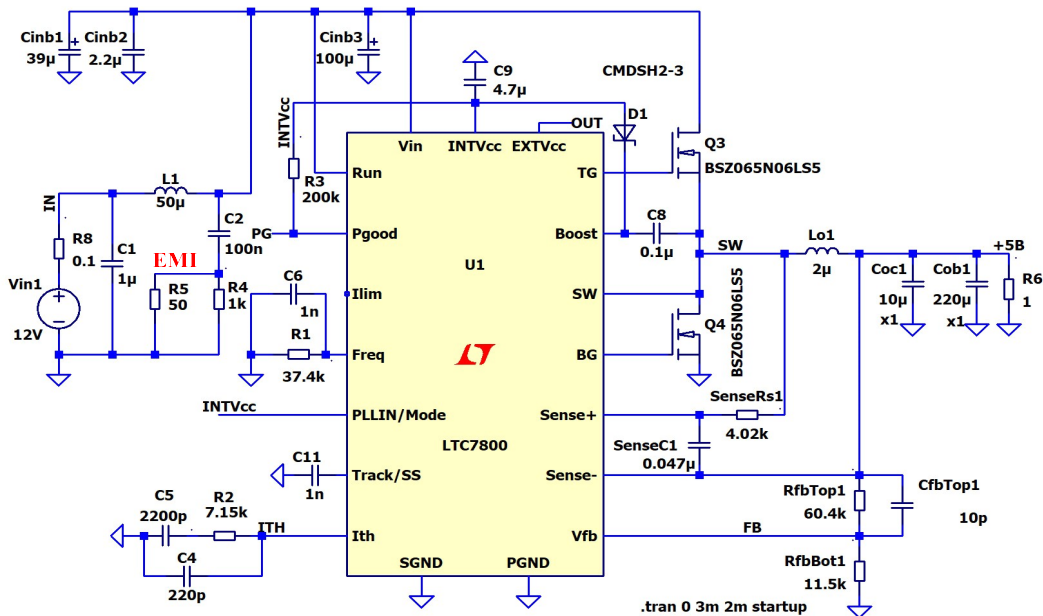 Cinb1
39µ
Cinb2
2.2µ
Cinb3
100µ
C9
4.7µ
CMDSH2-3
INTVcc
OUT
D1
Vin
INTVcc
EXTVcc
Q3
BSZ065N06LS5
Run
TG
R3
200k
L1
50µ
IN
C2
100n
PG
Pgood
Boost
C8
0.1µ
SW
Lo1
2µ
+5B
R8
0.1
C1
1µ
EMI
U1
Vin1
12V
R5
50
R4
1k
C6
1n
Ilim
SW
Q4
BSZ065N06LS5
Coc1
10µ
x1
Cob1
220µ
x1
R6
1
R1
37.4k
Freq
BG
INTVcc
PLLIN/Mode
LTC7800
Sense+
SenseRs1
4.02k
SenseC1
0.047µ
C11
1n
Track/SS
Sense-
RfbTop1
60.4k
CfbTop1
10p
C5
2200p
R2
7.15k
ITH
Ith
Vfb
FB
C4
220p
SGND
PGND
RfbBot1
11.5k
.tran 0 3m 2m startup